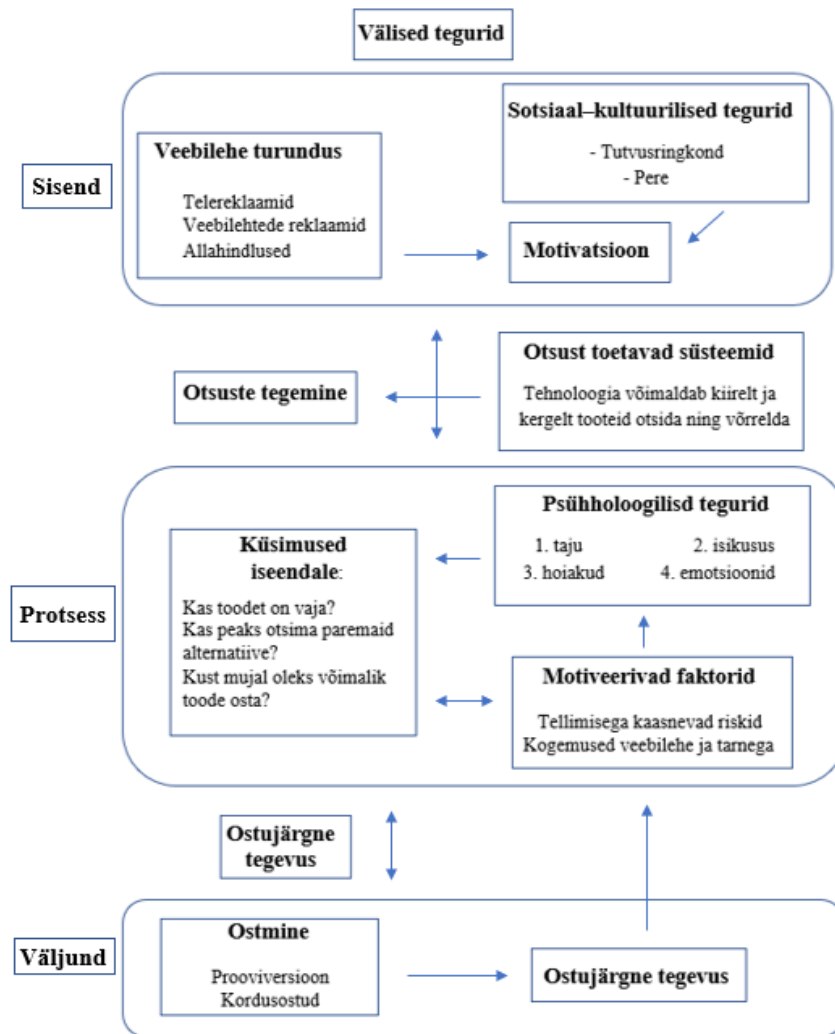 Välised tegurid
Sisend
Veebilehe turundus
Telereklaamid
Veebilehtede reklaamid
Allahindlused
Sotsiaal–kultuurilised tegurid
- Tutvusringkond
- Pere
Motivatsioon
Otsuste tegemine
Otsust toetavad süsteemid
Tehnoloogia võimaldab kiirelt ja
kergelt tooteid otsida ning võrrelda
Protsess
Küsimused
iseendale:
Kas toodet on vaja?
Kas peaks otsima paremaid
alternatiive?
Kust mujal oleks võimalik
toode osta?
Psühholoogilisd tegurid
1. taju 2. isikusus
3. hoiakud 4. emotsioonid
Motiveerivad faktorid
Tellimisega kaasnevad riskid
Kogemused veebilehe ja tarnega
Ostujärgne
tegevus
Väljund
Ostmine
Prooviversioon
Kordusostud
Ostujärgne tegevus